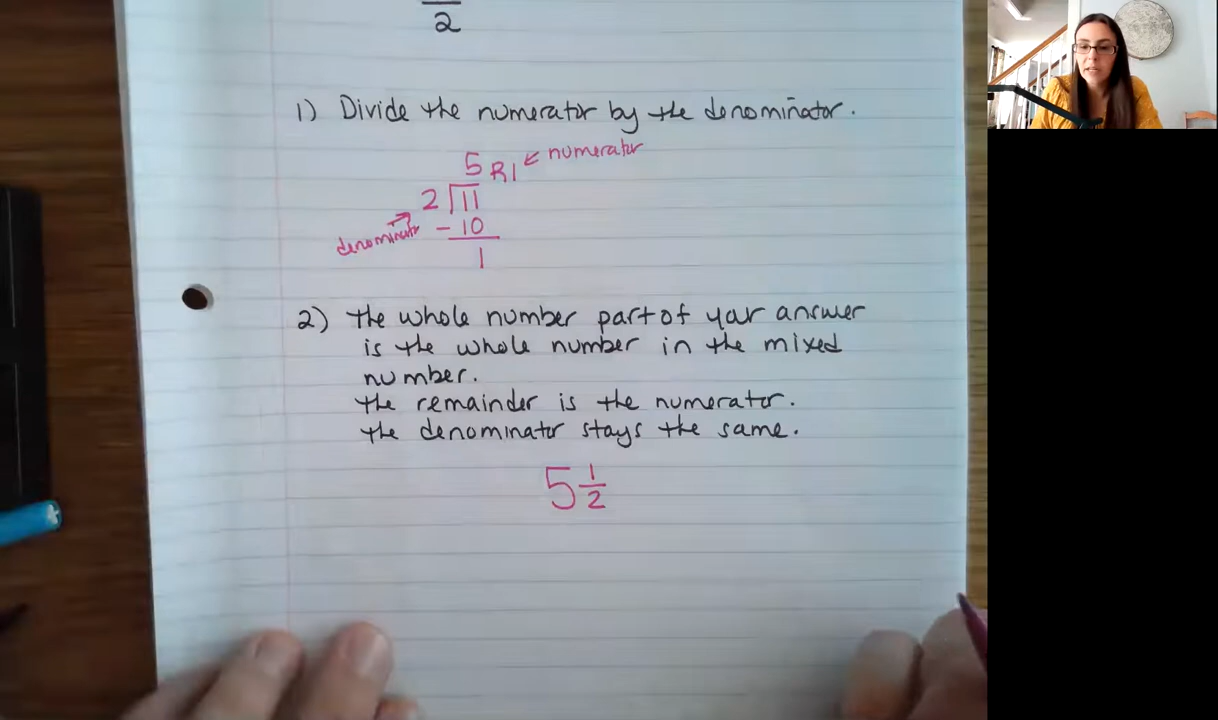 2
1) Divide the numerator by the denominator.
5 R1 ← numerator
2 11
denominator → - 10
1
2) the whole number part of your answer
is the whole number in the mixed
number.
the remainder is the numerator.
the denominator stays the same.
5 1/2